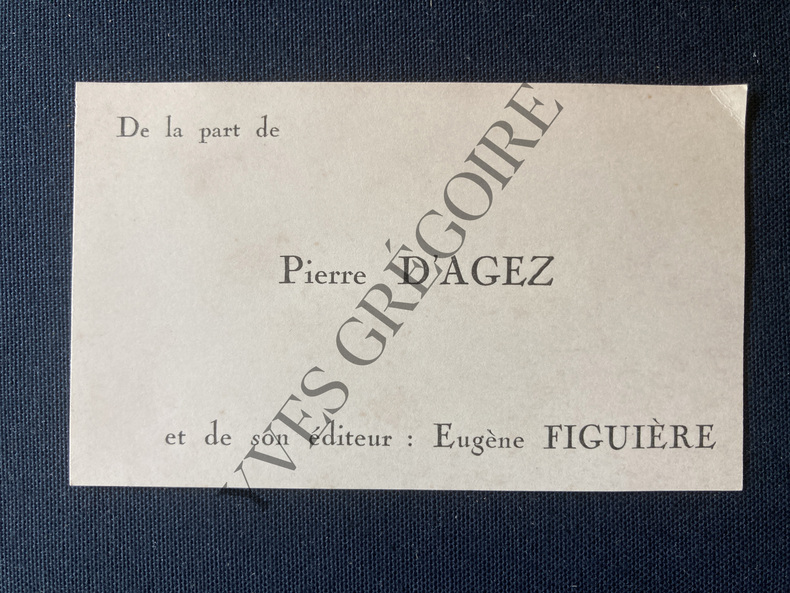 De la part de
Pierre D'AGEZ
et de son éditeur : Eugène FIGUIÈRE
YVES GRÉGOIRE